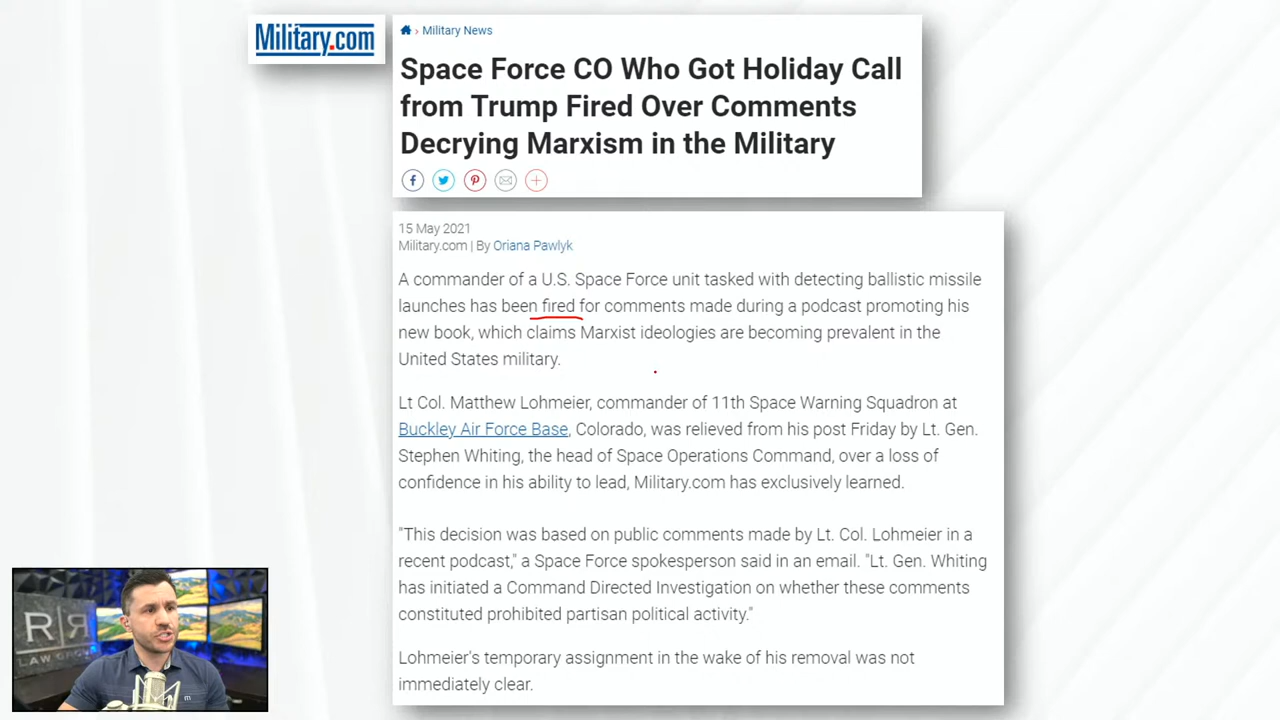 Military.com
› Military News
Space Force CO Who Got Holiday Call
from Trump Fired Over Comments
Decrying Marxism in the Military
15 May 2021
Military.com | By Oriana Pawlyk
A commander of a U.S. Space Force unit tasked with detecting ballistic missile
launches has been fired for comments made during a podcast promoting his
new book, which claims Marxist ideologies are becoming prevalent in the
United States military.
Lt Col. Matthew Lohmeier, commander of 11th Space Warning Squadron at
Buckley Air Force Base, Colorado, was relieved from his post Friday by Lt. Gen.
Stephen Whiting, the head of Space Operations Command, over a loss of
confidence in his ability to lead, Military.com has exclusively learned.
"This decision was based on public comments made by Lt. Col. Lohmeier in a
recent podcast," a Space Force spokesperson said in an email. "Lt. Gen. Whiting
has initiated a Command Directed Investigation on whether these comments
constituted prohibited partisan political activity."
Lohmeier's temporary assignment in the wake of his removal was not
immediately clear.
R|R
LAW GROUP